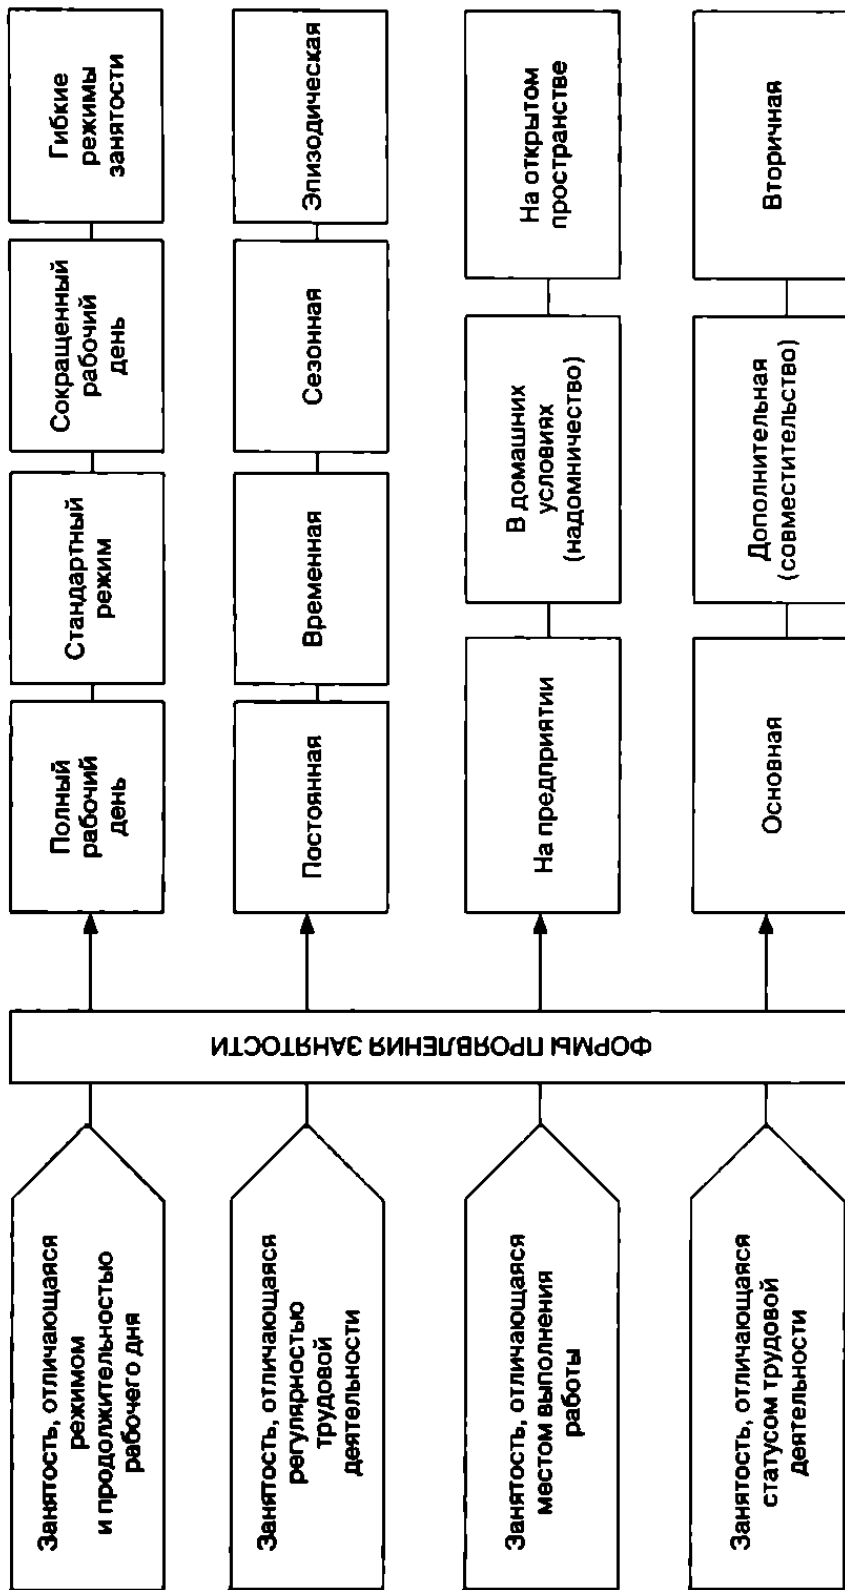 Занятость, отличающаяся
режимом
и продолжительностью
рабочего дня
Занятость, отличающаяся
регулярностью
трудовой
деятельности
Занятость, отличающаяся
местом выполнения
работы
Занятость, отличающаяся
статусом трудовой
деятельности
ФОРМЫ ПРОЯВЛЕНИЯ ЗАНЯТОСТИ
Полный
рабочий
день
Стандартный
режим
Сокращенный
рабочий
день
Гибкие
режимы
занятости
Постоянная
Временная
Сезонная
Эпизодическая
На предприятии
В домашних
условиях
(надомничество)
На открытом
пространстве
Основная
Дополнительная
(совместительство)
Вторичная